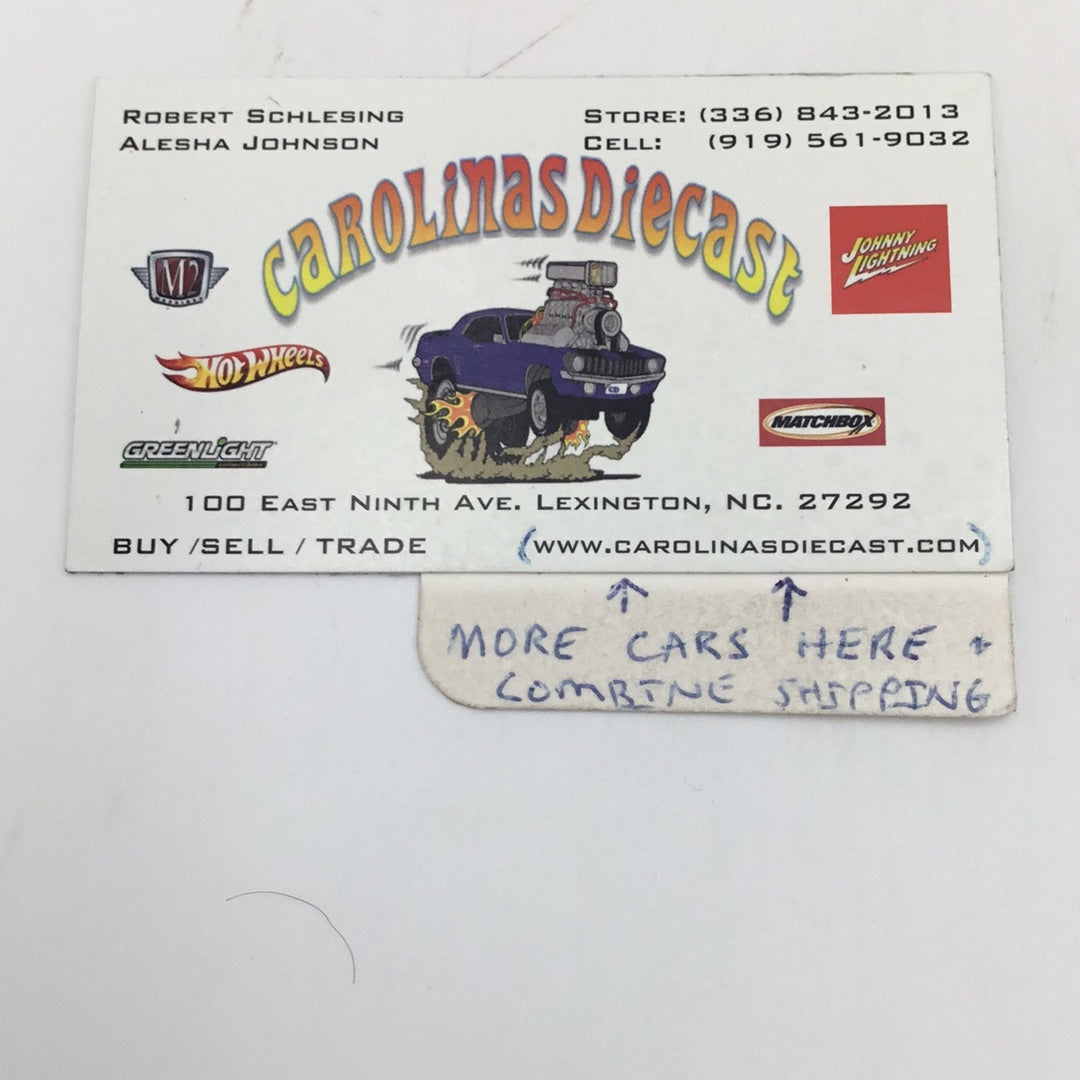 ROBERT SCHLESING
ALESHA JOHNSON
STORE: (336) 843-2013
CELL: (919) 561-9032
CAROLINAS DIECAST
M2
JOHNNY
LIGHTNING
HOT WHEELS
MATCHBOX
GREENLIGHT
100 EAST NINTH AVE. LEXINGTON, NC. 27292
BUY /SELL / TRADE
(WWW.CAROLINASDIECAST.COM)
↑ ↑
MORE CARS HERE +
COMBINE SHIPPING